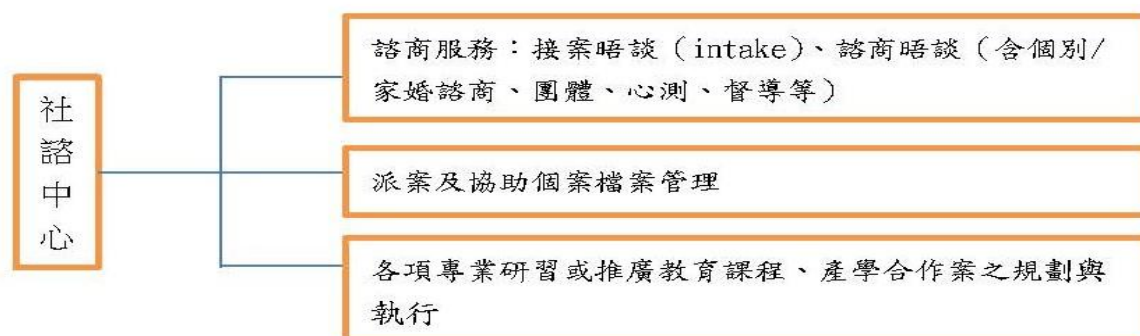 社諮中心
諮商服務：接案晤談（intake）、諮商晤談（含個別/
家婚諮商、團體、心測、督導等）
派案及協助個案檔案管理
各項專業研習或推廣教育課程、產學合作案之規劃與
執行